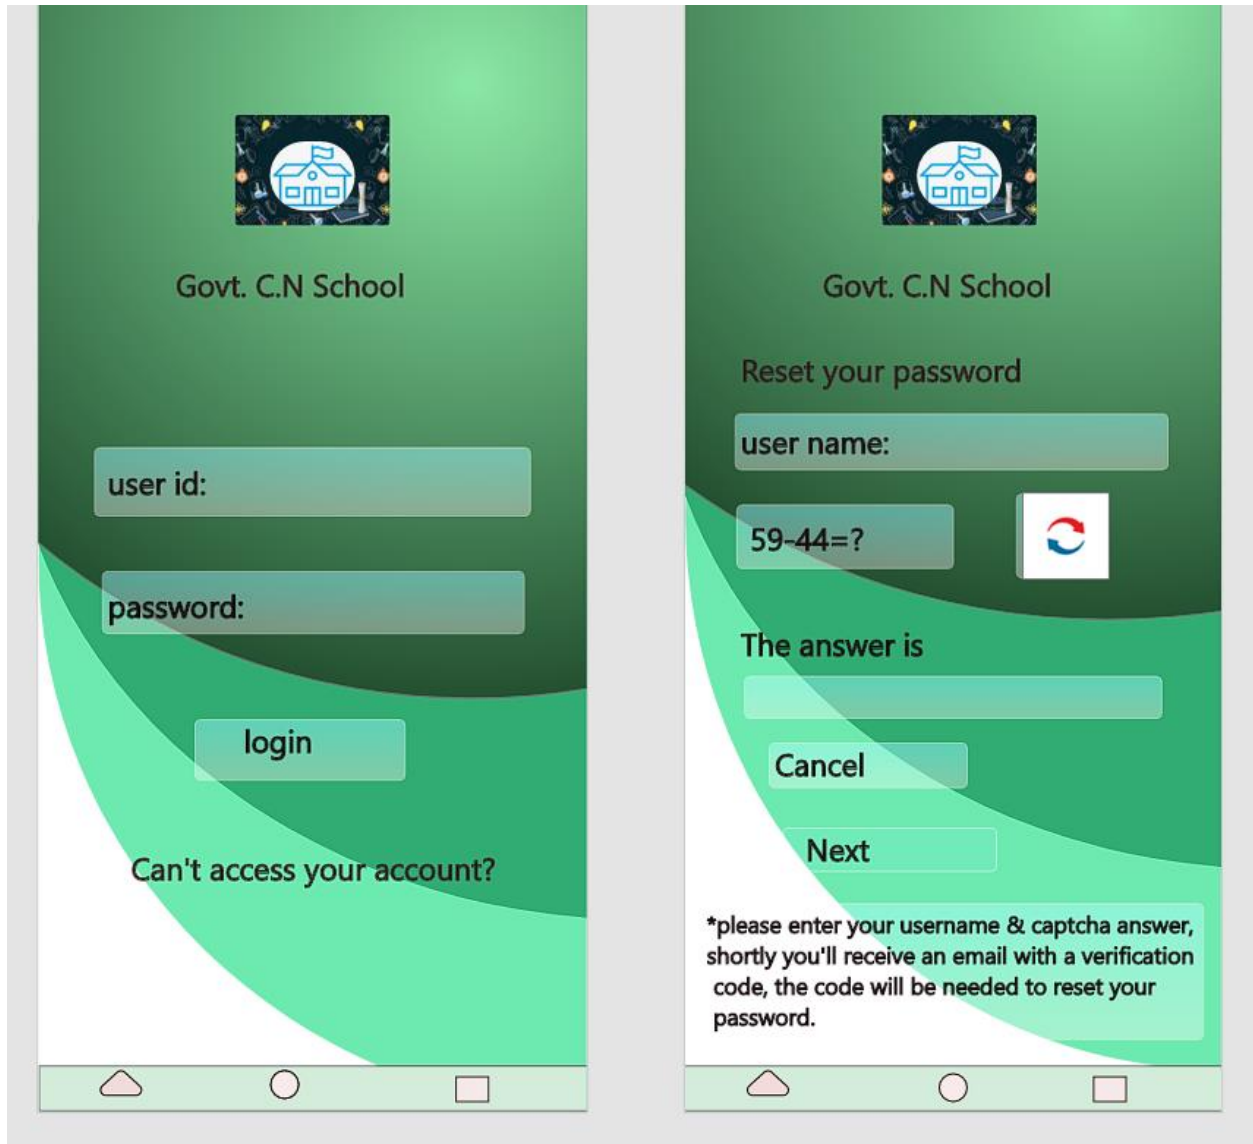 Govt. C.N School
user id:
password:
login
Can't access your account?
Govt. C.N School
Reset your password
user name:
59-44=?
The answer is
Cancel
Next
*please enter your username & captcha answer,
shortly you'll receive an email with a verification
code, the code will be needed to reset your
password.